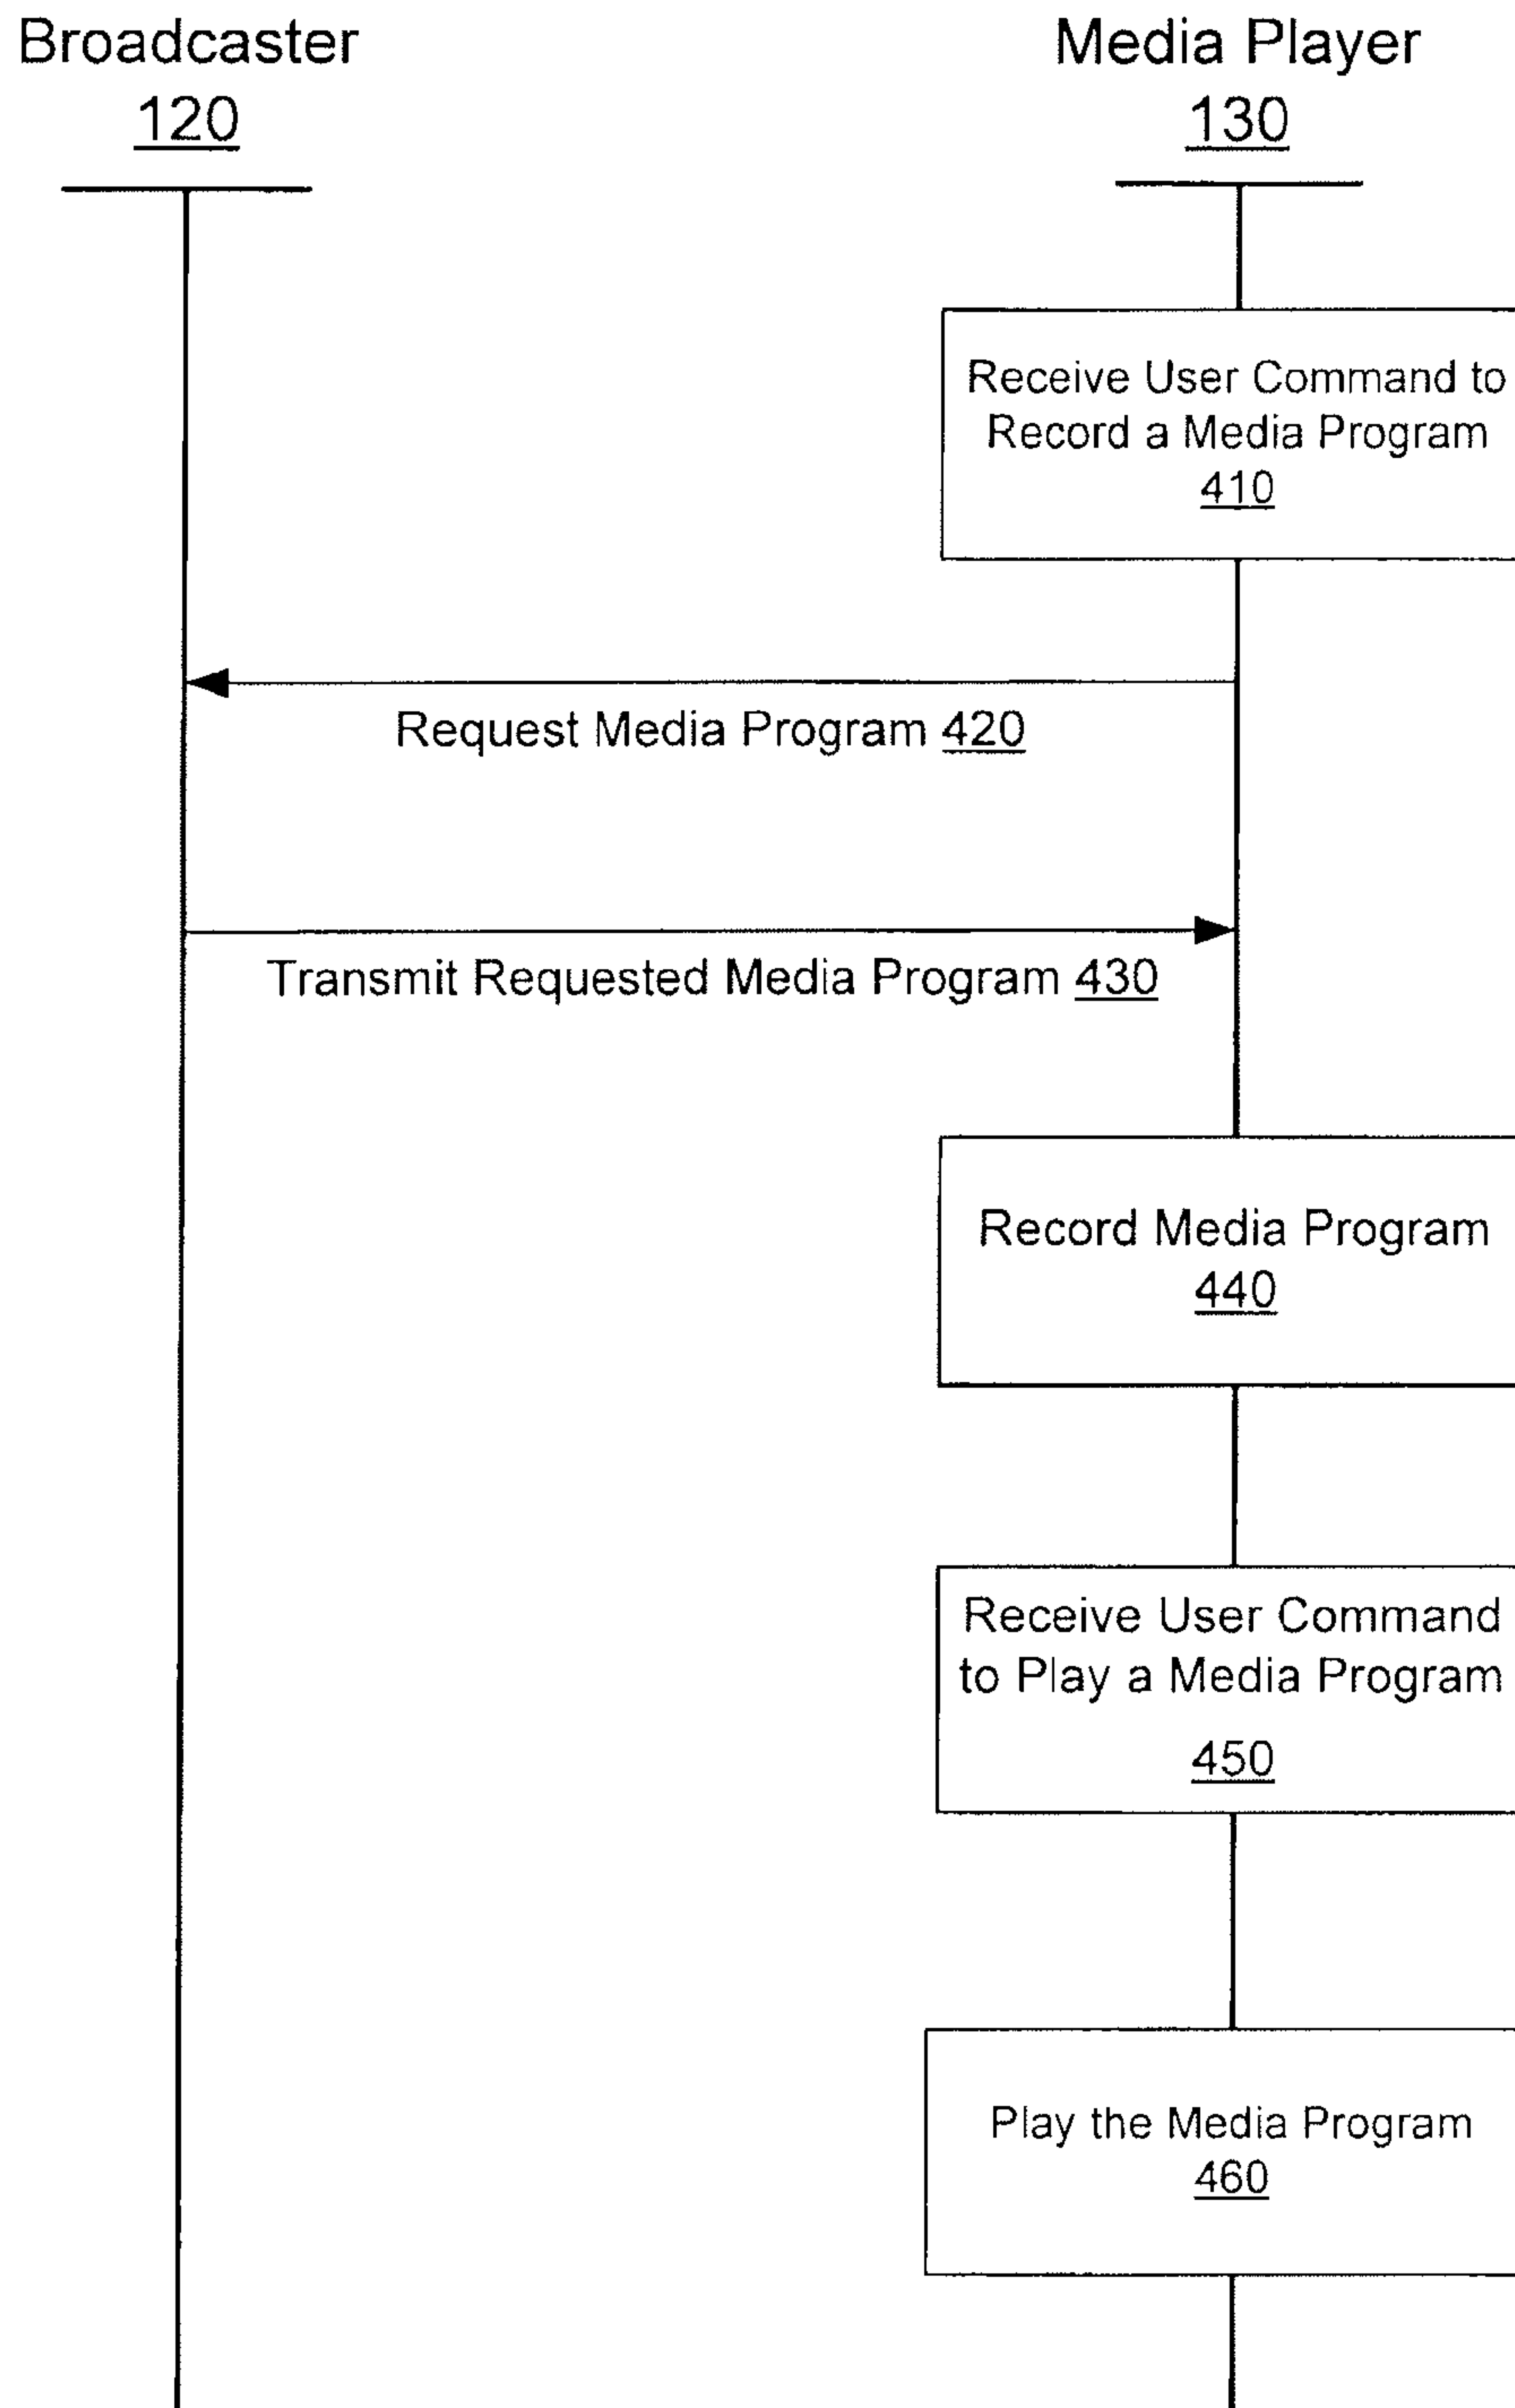 Broadcaster
120
Media Player
130
Receive User Command to
Record a Media Program
410
Request Media Program 420
Transmit Requested Media Program 430
Record Media Program
440
Receive User Command
to Play a Media Program
450
Play the Media Program
460